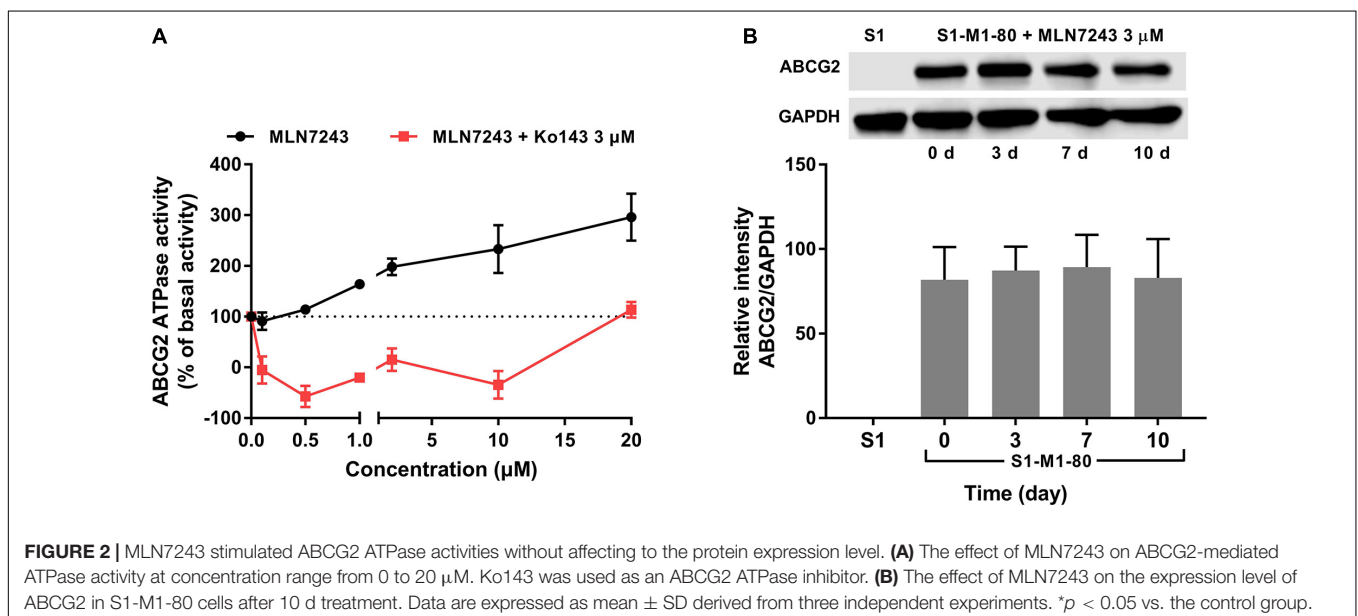 A
MLN7243
MLN7243 + Ko143 3 µM
ABCG2 ATPase activity
(% of basal activity)
400
300
200
100
0
-100
0.0 0.5 1.0 5 10 15 20
Concentration (µM)
B
S1 S1-M1-80 + MLN7243 3 µM
ABCG2
GAPDH
0 d 3 d 7 d 10 d
Relative intensity
ABCG2/GAPDH
150
100
50
0
S1 0 3 7 10
S1-M1-80
Time (day)
FIGURE 2 | MLN7243 stimulated ABCG2 ATPase activities without affecting to the protein expression level. (A) The effect of MLN7243 on ABCG2-mediated
ATPase activity at concentration range from 0 to 20 µM. Ko143 was used as an ABCG2 ATPase inhibitor. (B) The effect of MLN7243 on the expression level of
ABCG2 in S1-M1-80 cells after 10 d treatment. Data are expressed as mean ± SD derived from three independent experiments. *p < 0.05 vs. the control group.